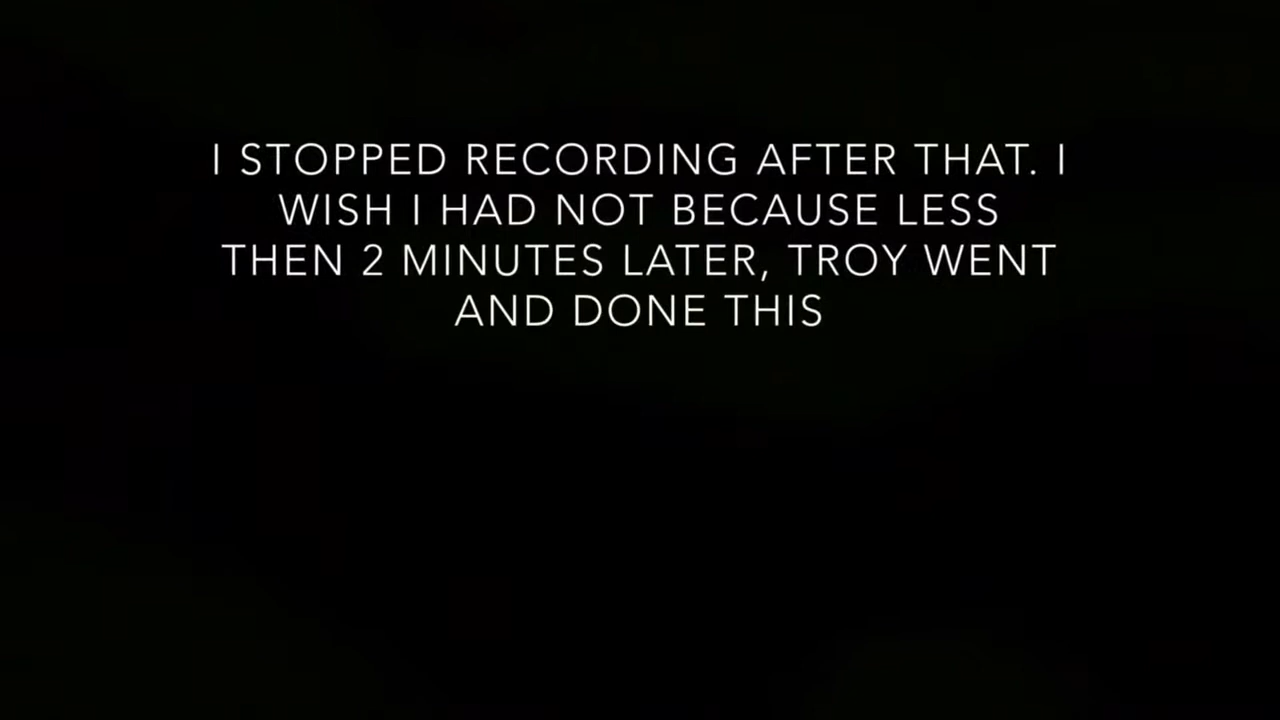 I STOPPED RECORDING AFTER THAT. I
WISH I HAD NOT BECAUSE LESS
THEN 2 MINUTES LATER, TROY WENT
AND DONE THIS